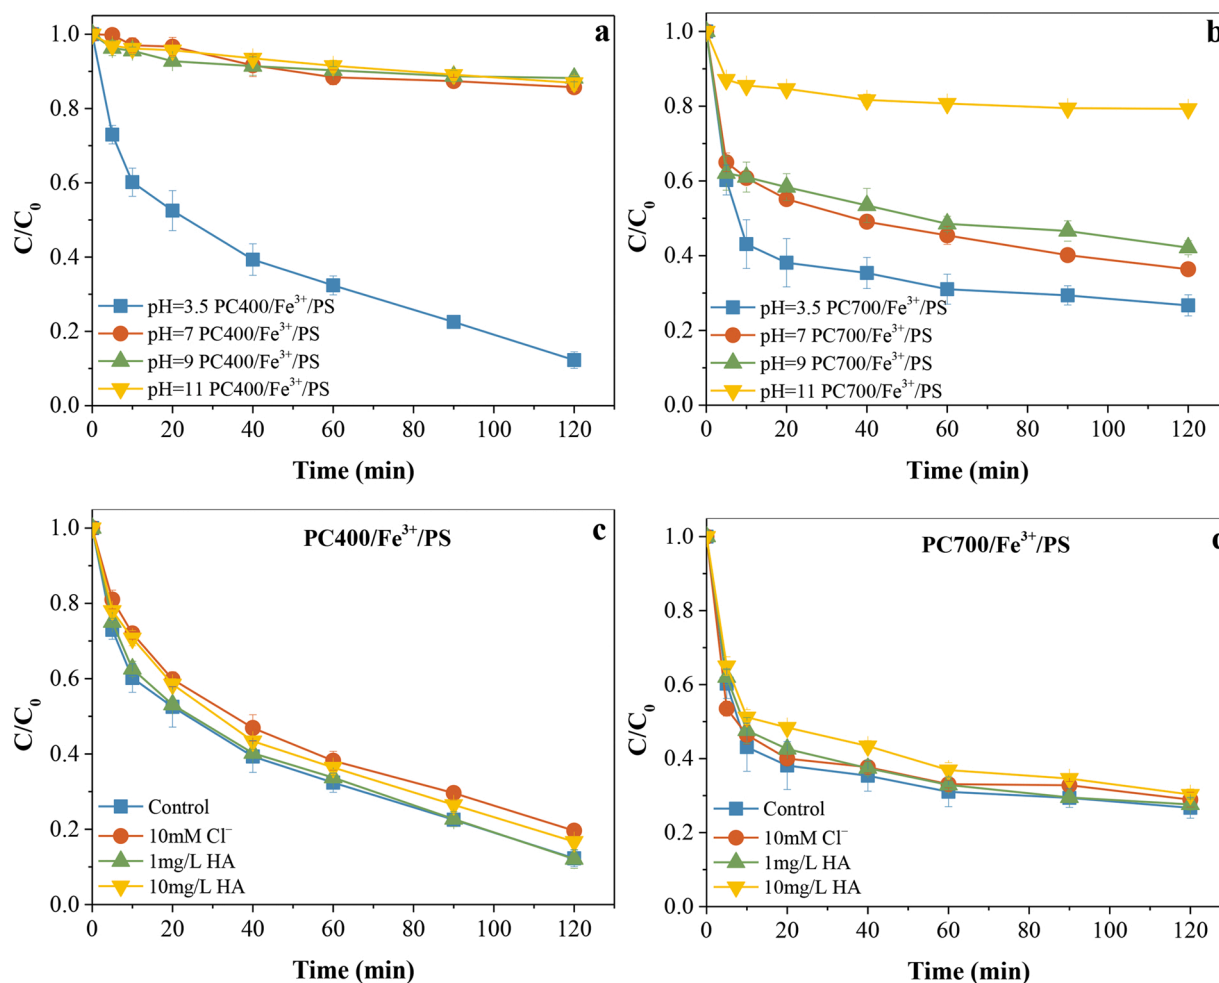 a
1.0
0.8
0.6
0.4
0.2
0.0
C/C₀
pH=3.5 PC400/Fe³⁺/PS
pH=7 PC400/Fe³⁺/PS
pH=9 PC400/Fe³⁺/PS
pH=11 PC400/Fe³⁺/PS
0 20 40 60 80 100 120
Time (min)
b
1.0
0.8
0.6
0.4
0.2
0.0
C/C₀
pH=3.5 PC700/Fe³⁺/PS
pH=7 PC700/Fe³⁺/PS
pH=9 PC700/Fe³⁺/PS
pH=11 PC700/Fe³⁺/PS
0 20 40 60 80 100 120
Time (min)
PC400/Fe³⁺/PS c
1.0
0.8
0.6
0.4
0.2
0.0
C/C₀
Control
10mM Cl⁻
1mg/L HA
10mg/L HA
0 20 40 60 80 100 120
Time (min)
PC700/Fe³⁺/PS
1.0
0.8
0.6
0.4
0.2
0.0
C/C₀
Control
10mM Cl⁻
1mg/L HA
10mg/L HA
0 20 40 60 80 100 120
Time (min)